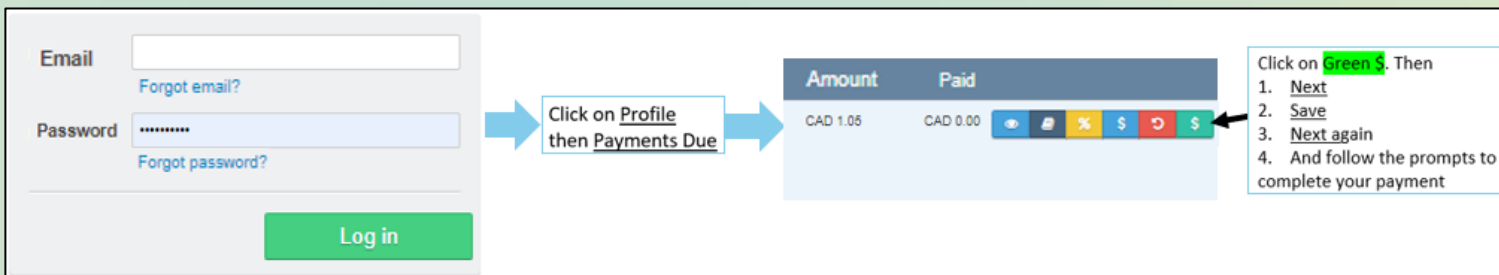 Email
Forgot email?
Password
••••••••••
Forgot password?
Log in
Click on Profile
then Payments Due
Amount Paid
CAD 1.05 CAD 0.00 % $ $
Click on Green $. Then
1. Next
2. Save
3. Next again
4. And follow the prompts to
complete your payment